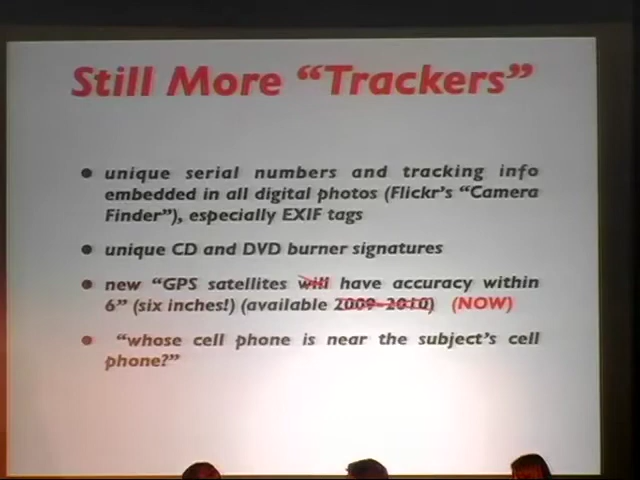 Still More “Trackers”
• unique serial numbers and tracking info
embedded in all digital photos (Flickr's “Camera
Finder”), especially EXIF tags
• unique CD and DVD burner signatures
• new “GPS satellites will have accuracy within
6” (six inches!) (available 2009-2010) (NOW)
• “whose cell phone is near the subject's cell
phone?”